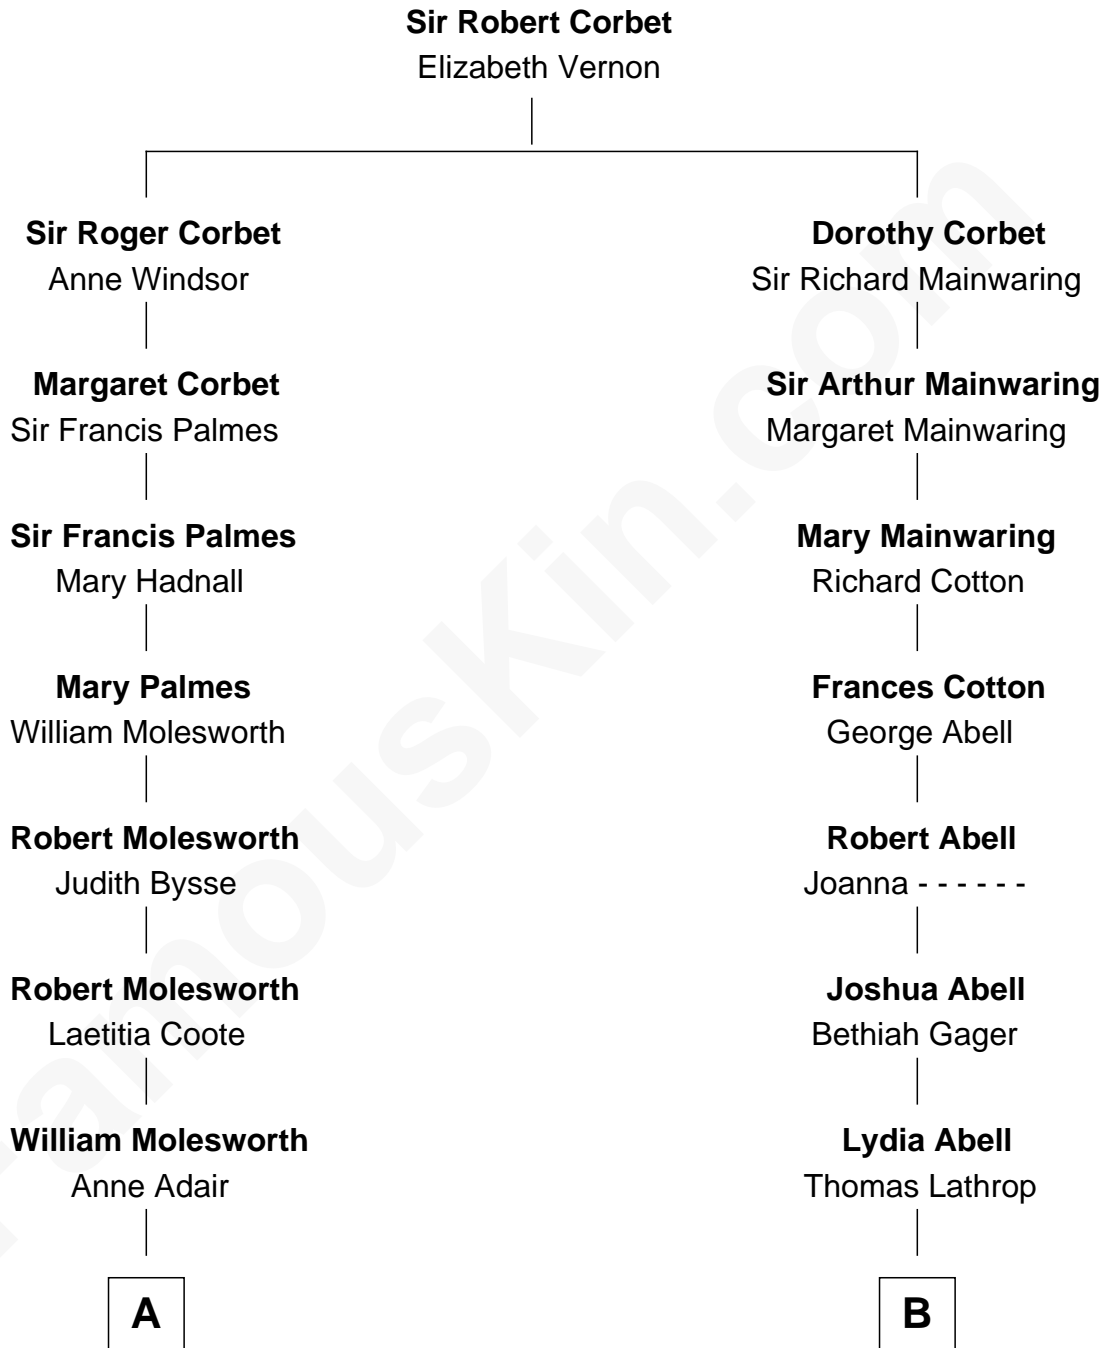 Sir Robert Corbet
Elizabeth Vernon
Sir Roger Corbet
Anne Windsor
Dorothy Corbet
Sir Richard Mainwaring
Margaret Corbet
Sir Francis Palmes
Sir Arthur Mainwaring
Margaret Mainwaring
Sir Francis Palmes
Mary Hadnall
Mary Mainwaring
Richard Cotton
Mary Palmes
William Molesworth
Frances Cotton
George Abell
Robert Molesworth
Judith Bysse
Robert Abell
Joanna - - - - - -
Robert Molesworth
Laetitia Coote
Joshua Abell
Bethiah Gager
William Molesworth
Anne Adair
Lydia Abell
Thomas Lathrop
A
B
FamousKin.com